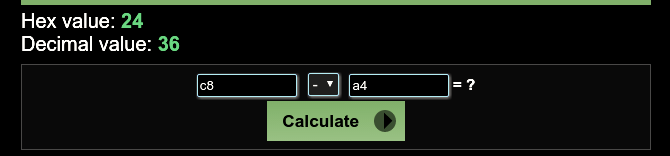 Hex value: 24
Decimal value: 36
c8 - a4 = ?
Calculate